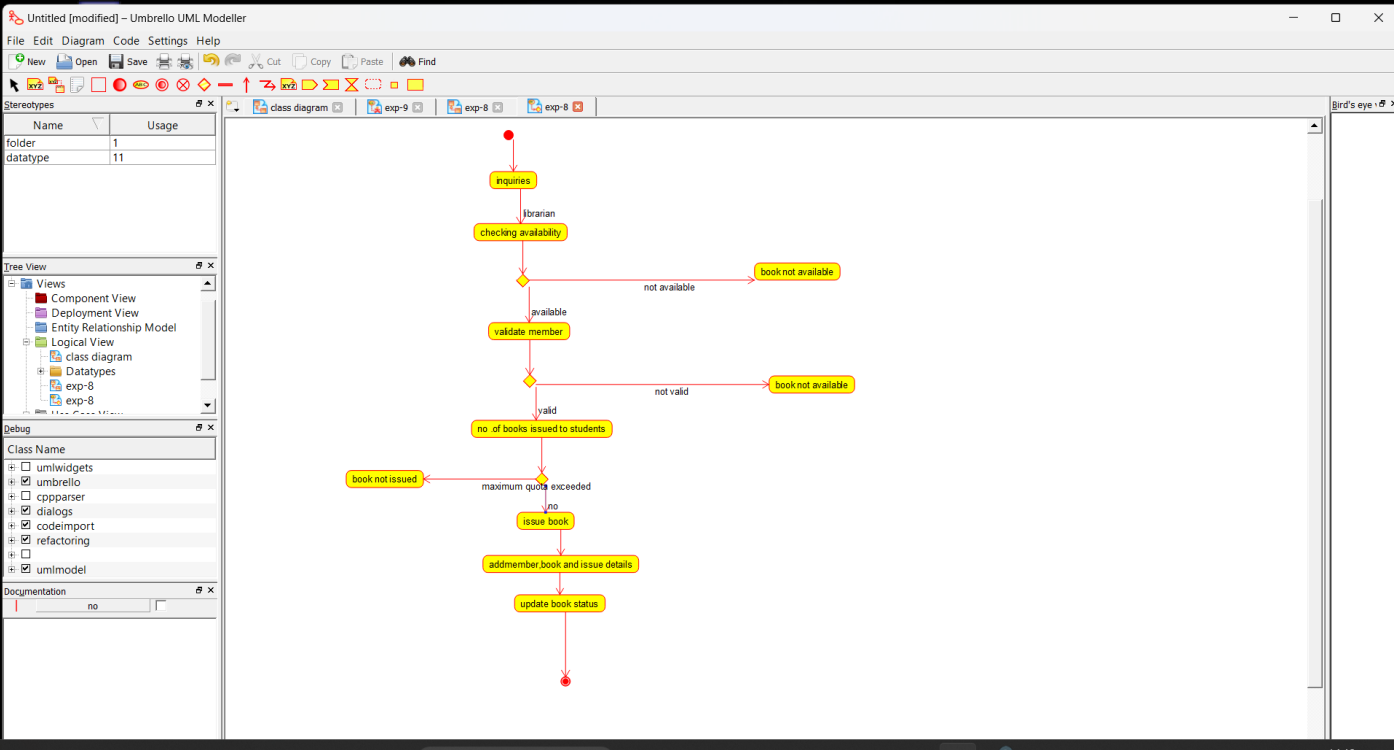 Untitled [modified] – Umbrello UML Modeller
File Edit Diagram Code Settings Help
New Open Save Cut Copy Paste Find
Stereotypes
Name Usage
folder 1
datatype 11
Tree View
Views
Component View
Deployment View
Entity Relationship Model
Logical View
class diagram
Datatypes
exp-8
exp-8
Debug
Class Name
umlwidgets
umbrello
cppparser
dialogs
codeimport
refactoring
umlmodel
Documentation
no
class diagram exp-9 exp-8 exp-8
inquiries
librarian
checking availability
book not available
not available
available
validate member
book not available
not valid
valid
no .of books issued to students
book not issued
maximum quota exceeded
no
issue book
addmember,book and issue details
update book status
Bird's eye